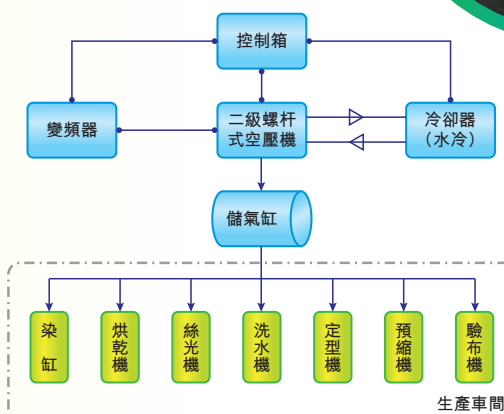 控制箱
變頻器
二級螺杆
式空壓機
冷卻器
（水冷）
儲氣缸
染缸
烘乾機
絲光機
洗水機
定型機
預縮機
驗布機
生產車間